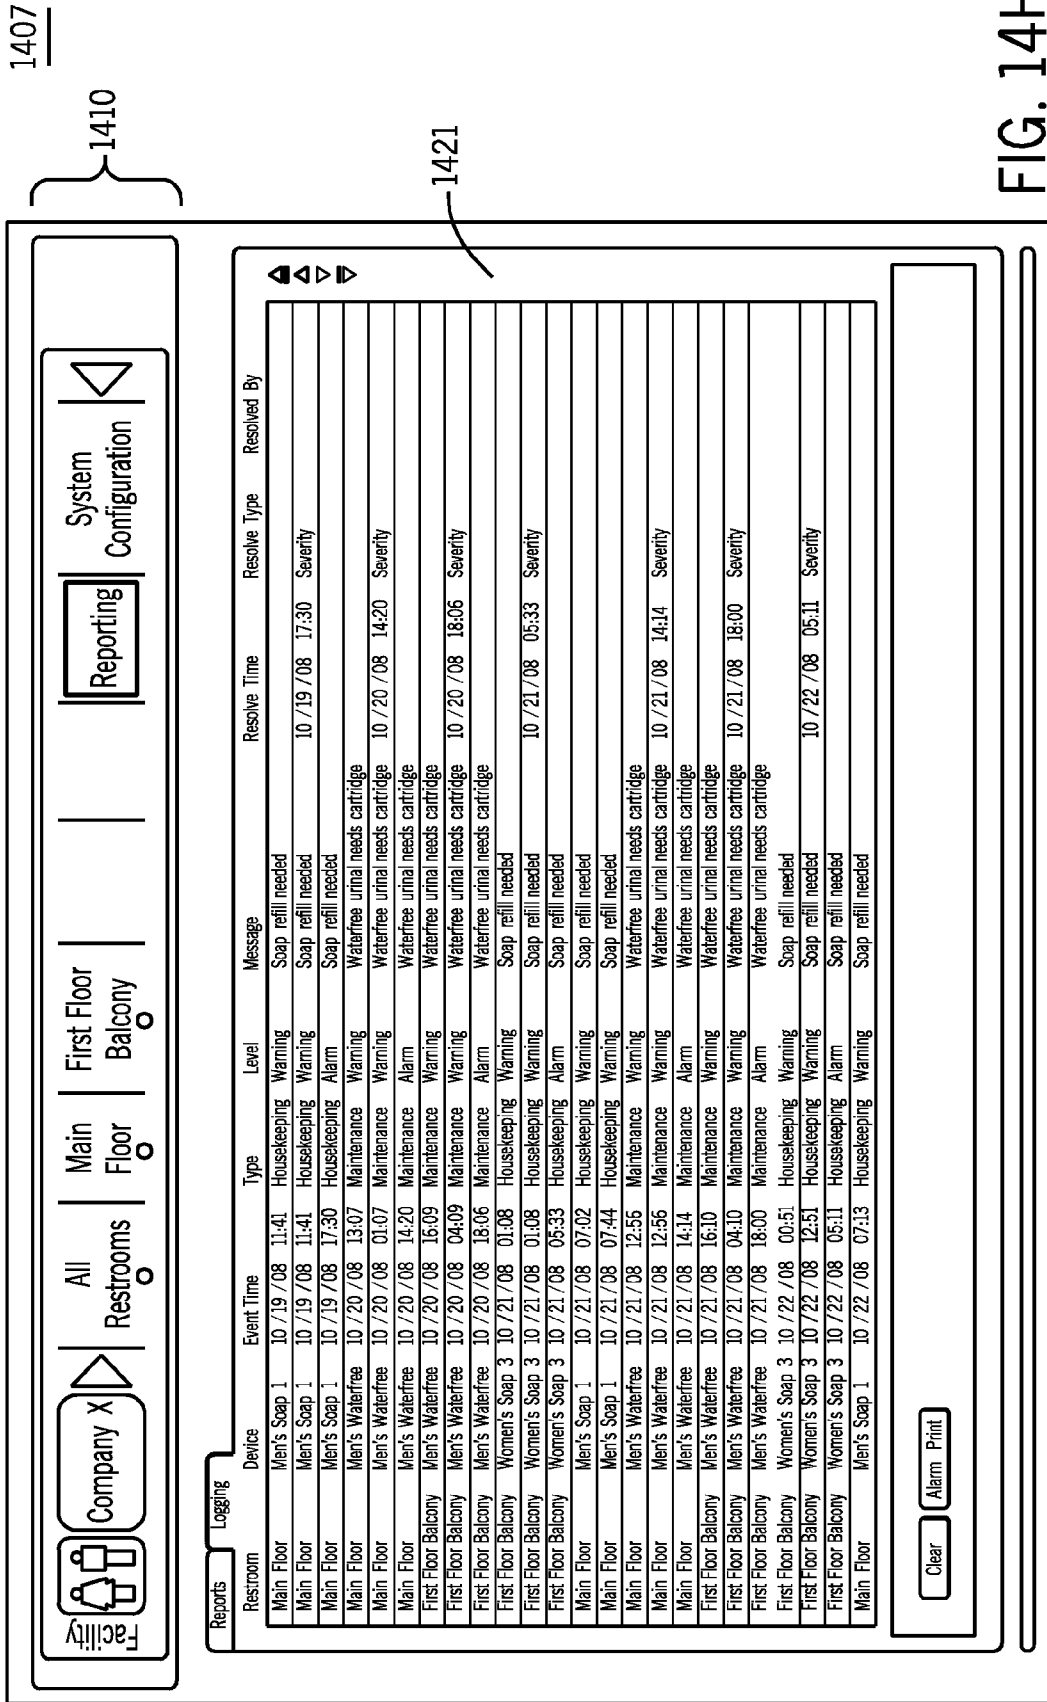 1407
1410
Facility
Company X
All Restrooms
Main Floor
First Floor Balcony
Reporting
System Configuration
Reports Logging
Restroom Device Event Time Type Level Message Resolve Time Resolve Type Resolved By
Main Floor Men's Soap 1 10 / 19 / 08 11:41 Housekeeping Warning Soap refill needed
Main Floor Men's Soap 1 10 / 19 / 08 11:41 Housekeeping Warning Soap refill needed 10 / 19 / 08 17:30 Severity
Main Floor Men's Soap 1 10 / 19 / 08 17:30 Housekeeping Alarm Soap refill needed
Main Floor Men's Waterfree 10 / 20 / 08 13:07 Maintenance Warning Waterfree urinal needs cartridge
Main Floor Men's Waterfree 10 / 20 / 08 01:07 Maintenance Warning Waterfree urinal needs cartridge 10 / 20 / 08 14:20 Severity
Main Floor Men's Waterfree 10 / 20 / 08 14:20 Maintenance Alarm Waterfree urinal needs cartridge
First Floor Balcony Men's Waterfree 10 / 20 / 08 16:09 Maintenance Warning Waterfree urinal needs cartridge
First Floor Balcony Men's Waterfree 10 / 20 / 08 04:09 Maintenance Warning Waterfree urinal needs cartridge 10 / 20 / 08 18:06 Severity
First Floor Balcony Men's Waterfree 10 / 20 / 08 18:06 Maintenance Alarm Waterfree urinal needs cartridge
First Floor Balcony Women's Soap 3 10 / 21 / 08 01:08 Housekeeping Warning Soap refill needed
First Floor Balcony Women's Soap 3 10 / 21 / 08 01:08 Housekeeping Warning Soap refill needed 10 / 21 / 08 05:33 Severity
First Floor Balcony Women's Soap 3 10 / 21 / 08 05:33 Housekeeping Alarm Soap refill needed
Main Floor Men's Soap 1 10 / 21 / 08 07:02 Housekeeping Warning Soap refill needed
Main Floor Men's Soap 1 10 / 21 / 08 07:44 Housekeeping Warning Soap refill needed
Main Floor Men's Waterfree 10 / 21 / 08 12:56 Maintenance Warning Waterfree urinal needs cartridge
Main Floor Men's Waterfree 10 / 21 / 08 12:56 Maintenance Warning Waterfree urinal needs cartridge 10 / 21 / 08 14:14 Severity
Main Floor Men's Waterfree 10 / 21 / 08 14:14 Maintenance Alarm Waterfree urinal needs cartridge
First Floor Balcony Men's Waterfree 10 / 21 / 08 16:10 Maintenance Warning Waterfree urinal needs cartridge
First Floor Balcony Men's Waterfree 10 / 21 / 08 04:10 Maintenance Warning Waterfree urinal needs cartridge 10 / 21 / 08 18:00 Severity
First Floor Balcony Men's Waterfree 10 / 21 / 08 18:00 Maintenance Alarm Waterfree urinal needs cartridge
First Floor Balcony Women's Soap 3 10 / 22 / 08 00:51 Housekeeping Warning Soap refill needed
First Floor Balcony Women's Soap 3 10 / 22 / 08 12:51 Housekeeping Warning Soap refill needed 10 / 22 / 08 05:11 Severity
First Floor Balcony Women's Soap 3 10 / 22 / 08 05:11 Housekeeping Alarm Soap refill needed
Main Floor Men's Soap 1 10 / 22 / 08 07:13 Housekeeping Warning Soap refill needed
1421
Clear Alarm Print
FIG. 14H